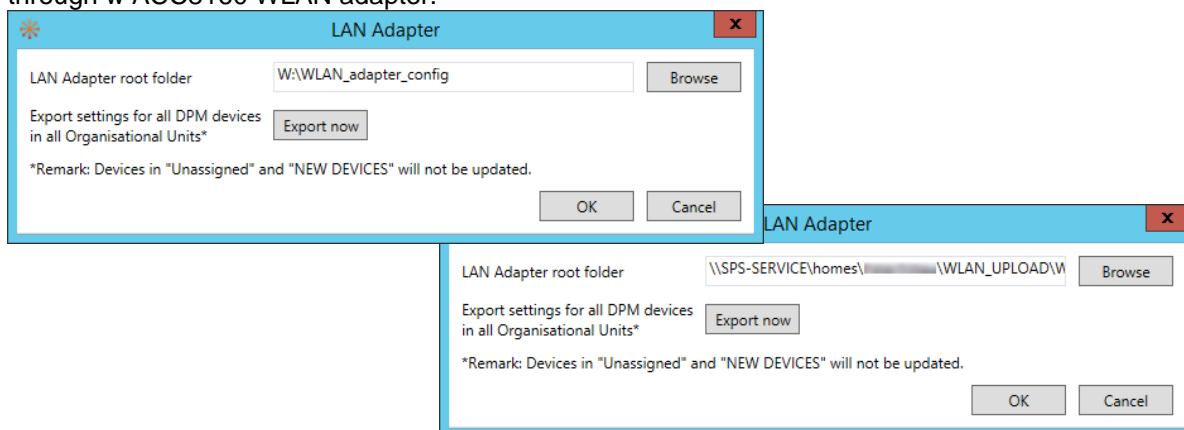 LAN Adapter
x
LAN Adapter root folder
W:\WLAN_adapter_config
Browse
Export settings for all DPM devices
in all Organisational Units*
Export now
*Remark: Devices in "Unassigned" and "NEW DEVICES" will not be updated.
OK
Cancel
LAN Adapter
x
LAN Adapter root folder
\\SPS-SERVICE\homes\ \WLAN_UPLOAD\W
Browse
Export settings for all DPM devices
in all Organisational Units*
Export now
*Remark: Devices in "Unassigned" and "NEW DEVICES" will not be updated.
OK
Cancel